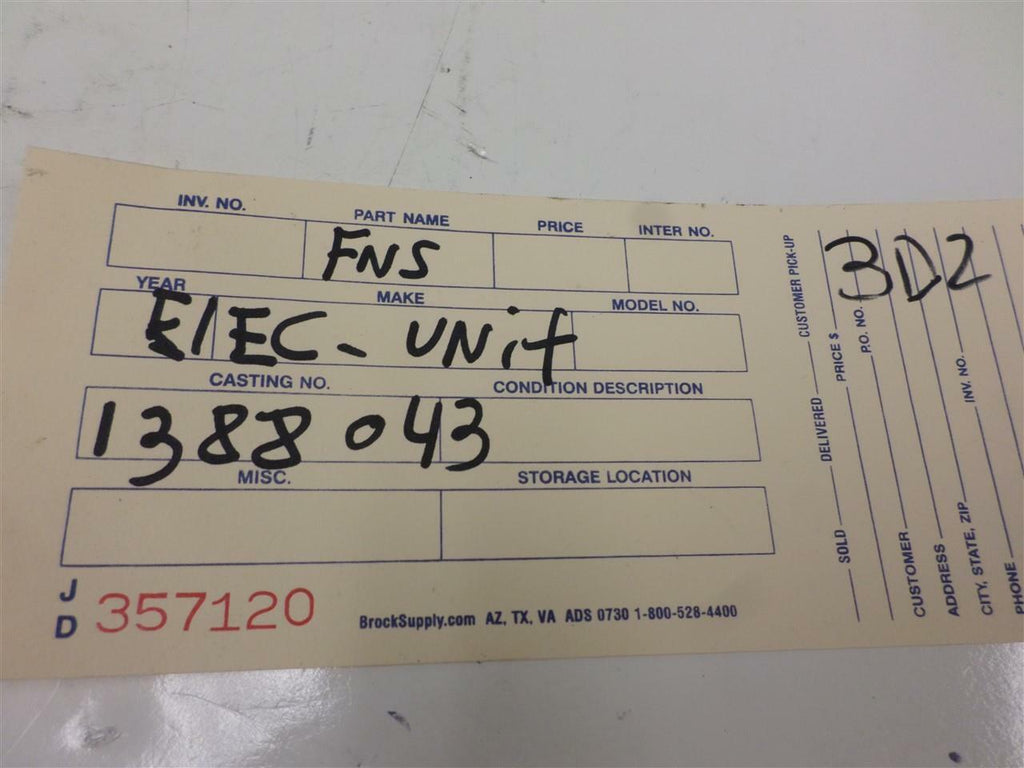 INV. NO. PART NAME PRICE INTER NO.
FNS
YEAR MAKE MODEL NO.
ElEC - UNit
CASTING NO. CONDITION DESCRIPTION
1388043
MISC. STORAGE LOCATION
J D 357120
BrockSupply.com AZ, TX, VA ADS 0730 1-800-528-4400
3D2
SOLD DELIVERED CUSTOMER PICK-UP
PRICE $
P.O. NO.
CUSTOMER
ADDRESS
INV. NO.
CITY, STATE, ZIP
PHONE